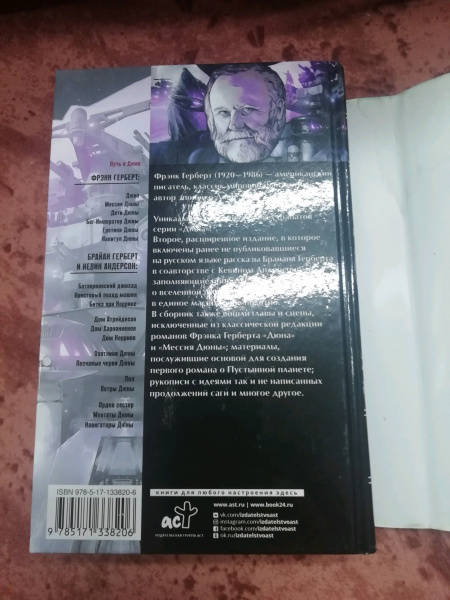 Путь к Дюне
ФРЭНК ГЕРБЕРТ:
Дюна
Мессия Дюны
Дети Дюны
Бог-Император Дюны
Еретики Дюны
Капитул Дюны
БРАЙАН ГЕРБЕРТ
И КЕВИН АНДЕРСОН:
Батлерианский джихад
Крестовый поход машин
Битва при Коррине
Дом Атрейдесов
Дом Харконненов
Дом Коррино
Охотники Дюны
Песчаные черви Дюны
Пол
Ветры Дюны
Орден сестер
Ментаты Дюны
Навигаторы Дюны
ISBN 978-5-17-133820-6
9 785171 338206
Фрэнк Герберт (1920—1986) — американский
писатель, классик
автор
серии «Дюна»
Второе, расширенное издание, в которое
включены ранее не публиковавшиеся
на русском языке рассказы Брайана Герберта
в соавторстве с Кевином
заполняющие
о вселенной
в единое
В сборник также вошли главы и сцены,
исключенные из классической редакции
романов Фрэнка Герберта «Дюна»
и «Мессия Дюны»; материалы,
послужившие основой для создания
первого романа о Пустынной планете;
рукописи с идеями так и не написанных
продолжений саги и многое другое.
книги для любого настроения здесь
act
ИЗДАТЕЛЬСКАЯ ГРУППА АСТ
www.ast.ru | www.book24.ru
vk.com/izdatelstvoast
instagram.com/izdatelstvoast
facebook.com/izdatelstvoast
ok.ru/izdatelstvoast